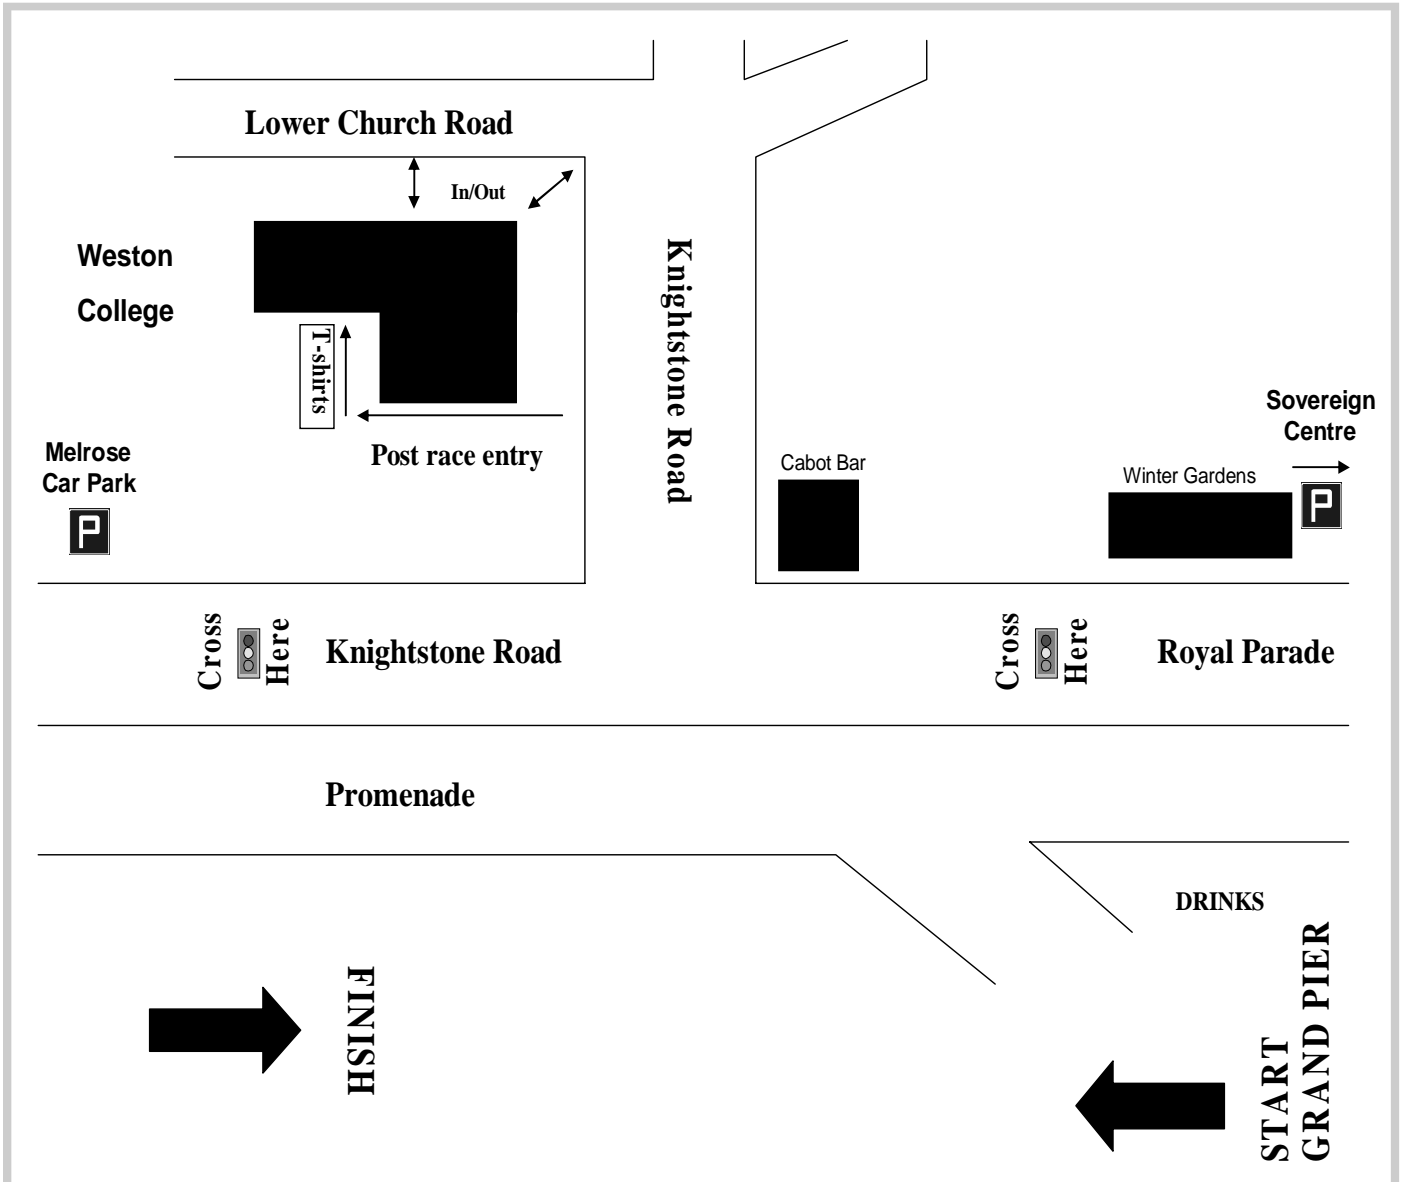 Lower Church Road
In/Out
Weston
College
T-shirts
Post race entry
Knightstone Road
Melrose
Car Park
P
Cabot Bar
Winter Gardens
Sovereign
Centre
P
Cross
Here
Knightstone Road
Cross
Here
Royal Parade
Promenade
DRINKS
FINISH
START
GRAND PIER